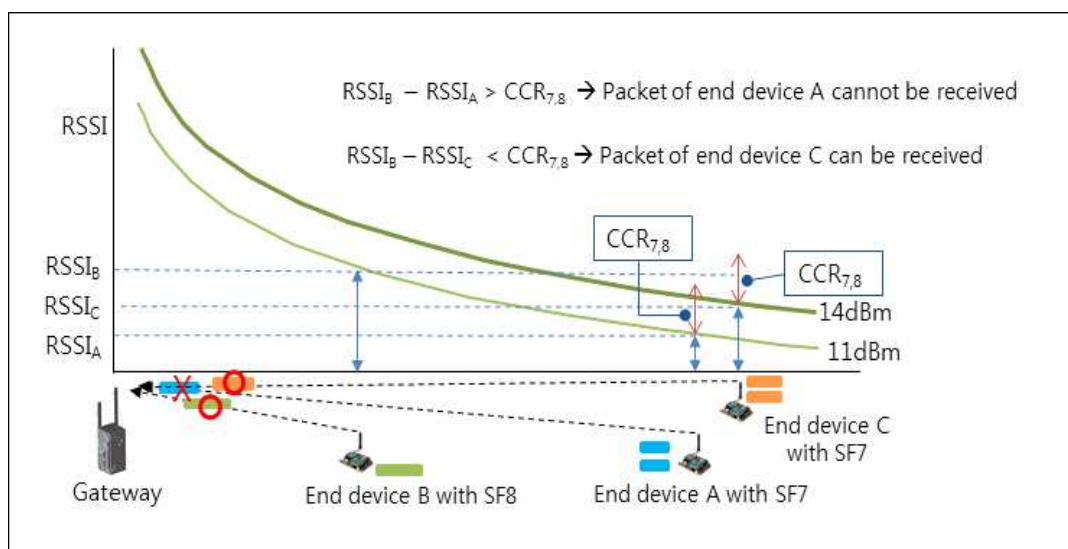 RSSI_B – RSSI_A > CCR_7,8 → Packet of end device A cannot be received
RSSI
RSSI_B – RSSI_C < CCR_7,8 → Packet of end device C can be received
CCR_7,8
RSSI_B
CCR_7,8
RSSI_C
14dBm
RSSI_A
11dBm
End device C
with SF7
Gateway
End device B with SF8
End device A with SF7